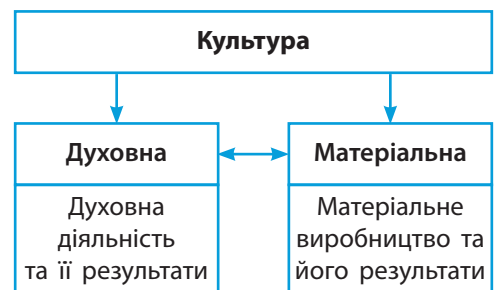 Культура
Духовна
Духовна
діяльність
та її результати
Матеріальна
Матеріальне
виробництво та
його результати